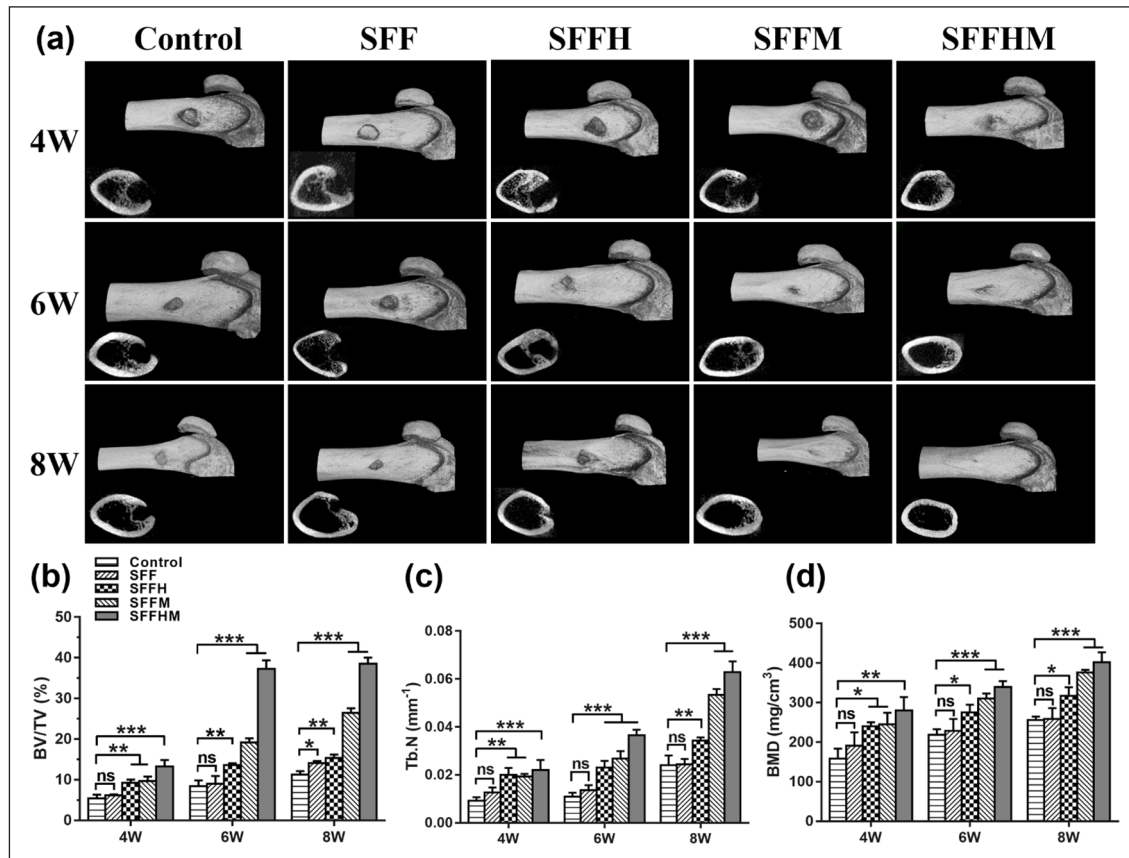 (a) Control SFF SFFH SFFM SFFHM
4W
6W
8W
(b)
Control
SFF
SFFH
SFFM
SFFHM
BV/TV (%)
50
40
30
20
10
0
ns ** ***
ns ** ***
* ** ***
4W 6W 8W
(c)
Tb.N (mm⁻¹)
0.08
0.06
0.04
0.02
0.00
ns ** ***
ns ***
ns ** ***
4W 6W 8W
(d)
BMD (mg/cm³)
500
400
300
200
100
0
ns * **
ns * ***
ns * ***
4W 6W 8W